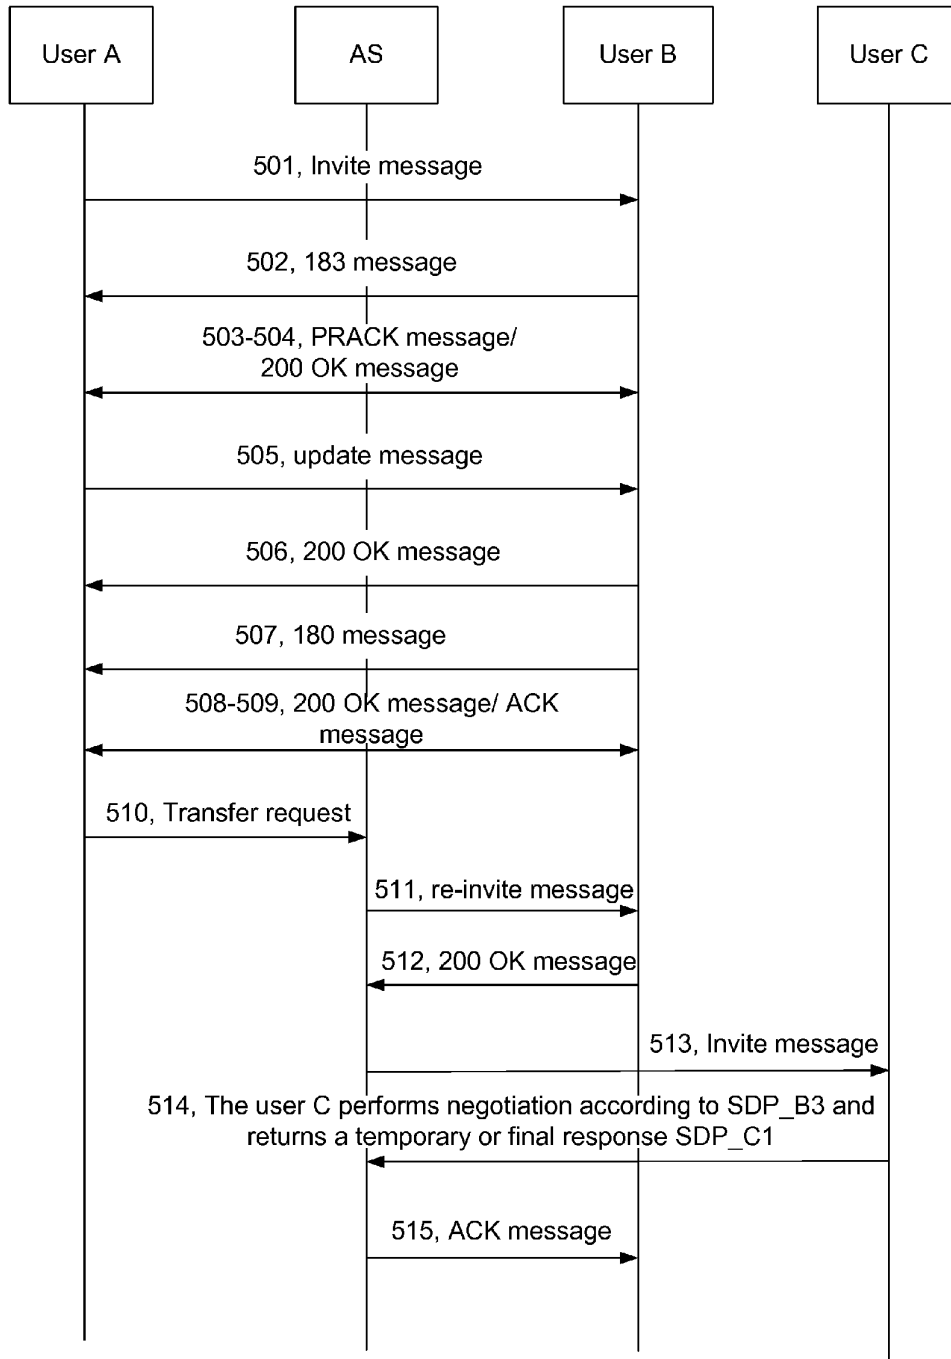 User A
AS
User B
User C
501, Invite message
502, 183 message
503-504, PRACK message/
200 OK message
505, update message
506, 200 OK message
507, 180 message
508-509, 200 OK message/ ACK
message
510, Transfer request
511, re-invite message
512, 200 OK message
513, Invite message
514, The user C performs negotiation according to SDP_B3 and
returns a temporary or final response SDP_C1
515, ACK message